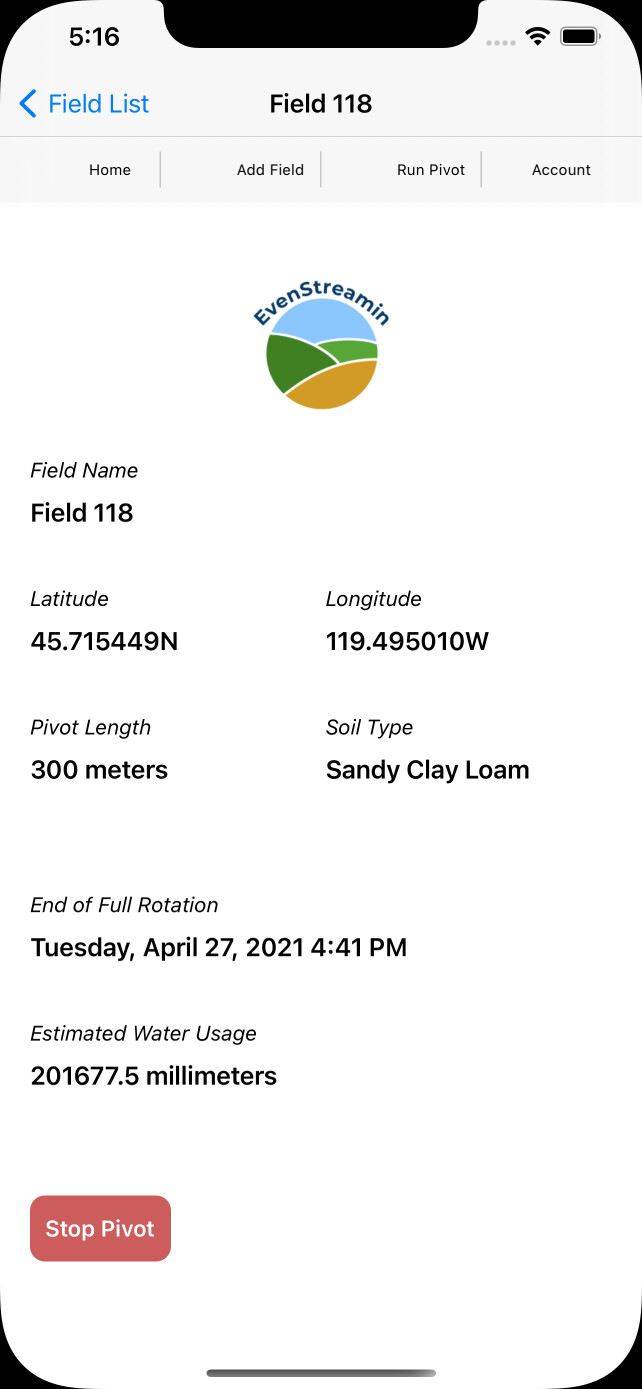 5:16
Field List
Field 118
Home
Add Field
Run Pivot
Account
EvenStreamin
Field Name
Field 118
Latitude
Longitude
45.715449N
119.495010W
Pivot Length
Soil Type
300 meters
Sandy Clay Loam
End of Full Rotation
Tuesday, April 27, 2021 4:41 PM
Estimated Water Usage
201677.5 millimeters
Stop Pivot